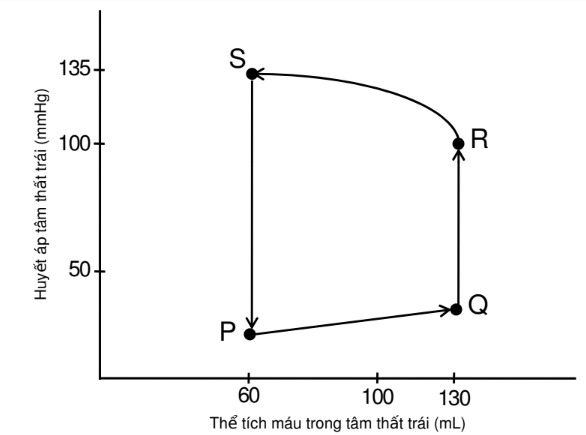 Huyết áp tâm thất trái (mmHg)
135
100
50
S
R
Q
P
60
100
130
Thể tích máu trong tâm thất trái (mL)